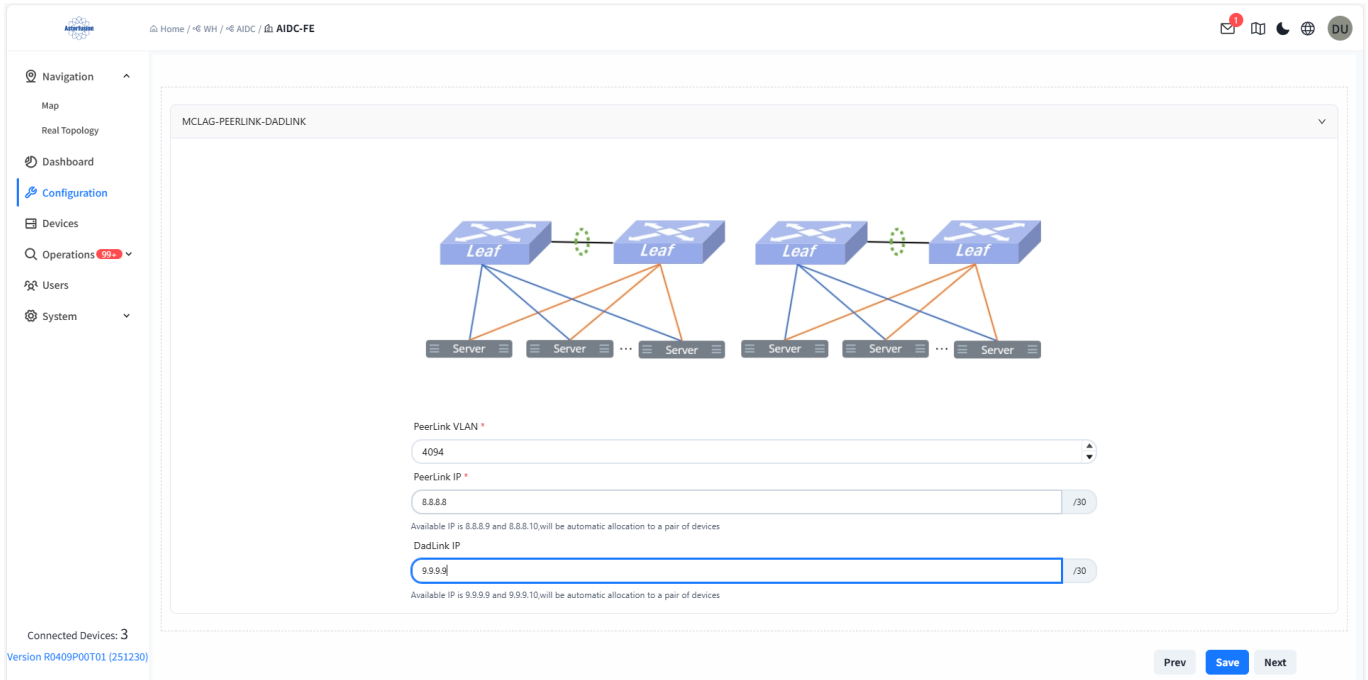 Asterfusion
Home / WH / AIDC / AIDC-FE
1
DU
Navigation
Map
Real Topology
Dashboard
Configuration
Devices
Operations 99+
Users
System
Connected Devices: 3
Version R0409P00T01 (251230)
MCLAG-PEERLINK-DADLINK
Leaf Leaf Leaf Leaf
Server Server ... Server Server Server ... Server
PeerLink VLAN *
4094
PeerLink IP *
8.8.8.8 /30
Available IP is 8.8.8.9 and 8.8.8.10,will be automatic allocation to a pair of devices
DadLink IP
9.9.9.9 /30
Available IP is 9.9.9.9 and 9.9.9.10,will be automatic allocation to a pair of devices
Prev Save Next